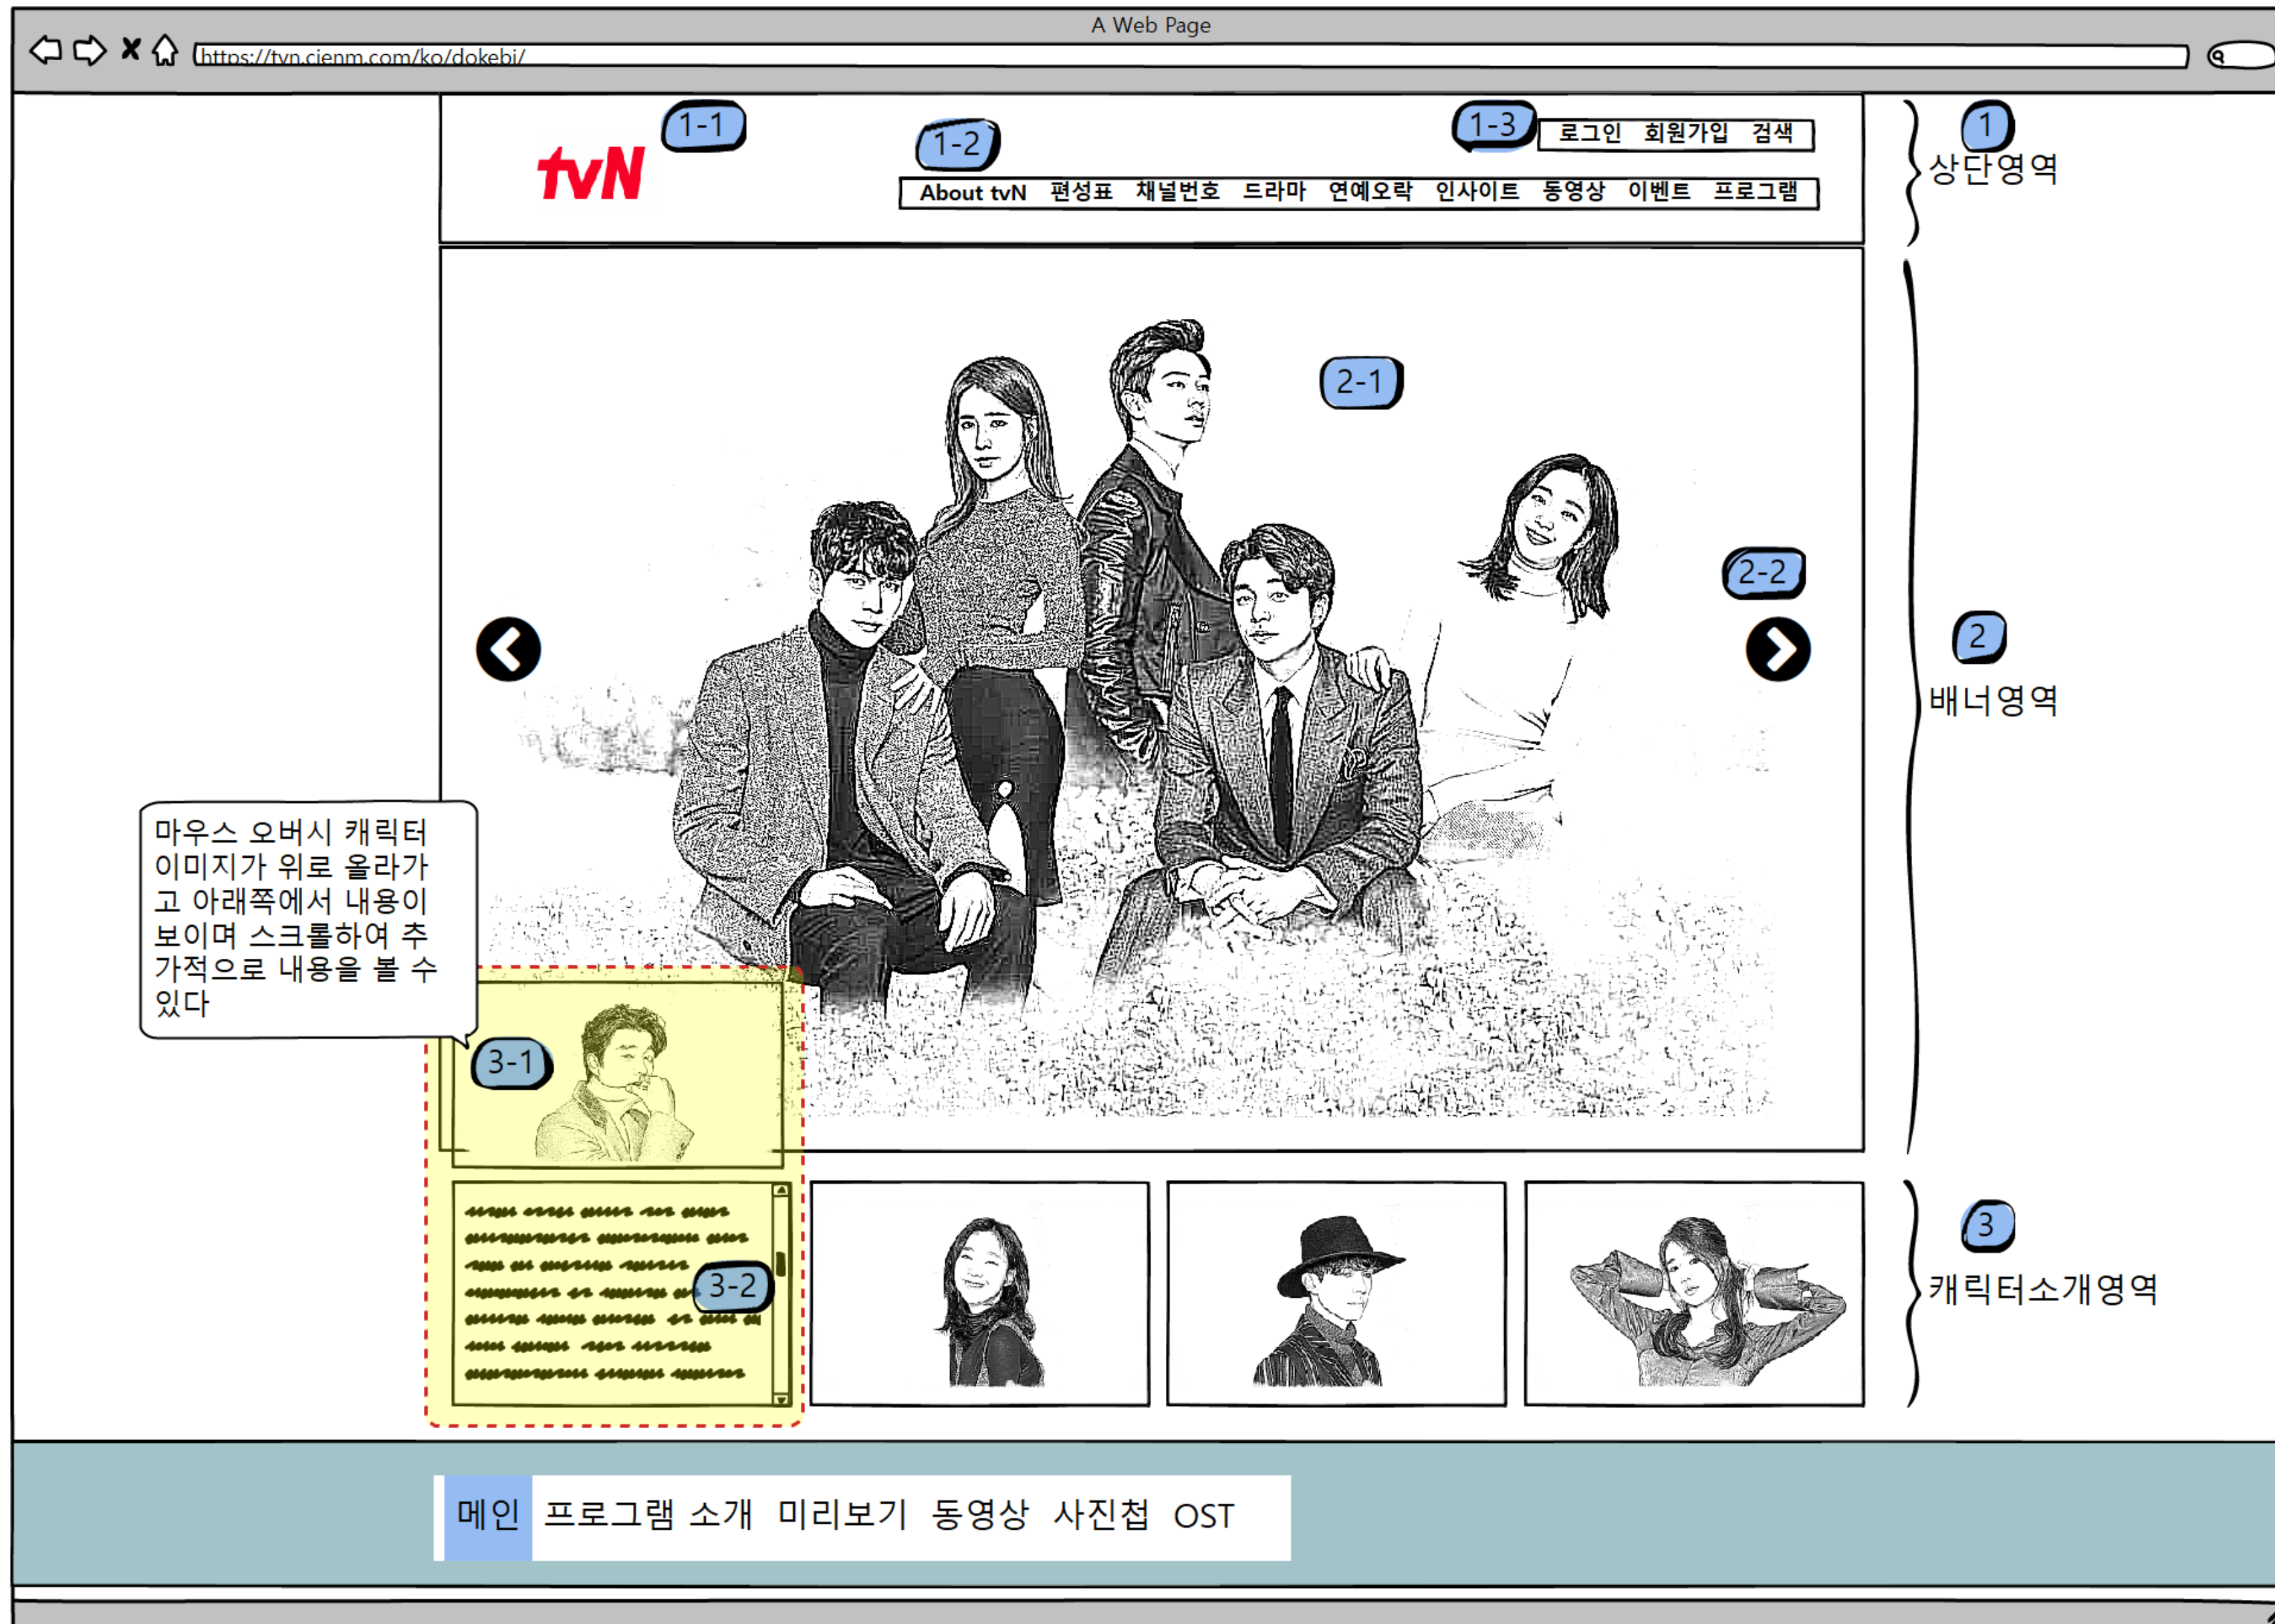 A Web Page
https://tvn.cjenm.com/ko/dokebi/
1-1
1-3
로그인 회원가입 검색
1
상단영역
tvN
1-2
About tvN 편성표 채널번호 드라마 연예오락 인사이트 동영상 이벤트 프로그램
2-1
2-2
2
배너영역
마우스 오버시 캐릭터
이미지가 위로 올라가
고 아래쪽에서 내용이
보이며 스크롤하여 추
가적으로 내용을 볼 수
있다
3-1
3-2
3
캐릭터소개영역
메인 프로그램 소개 미리보기 동영상 사진첩 OST